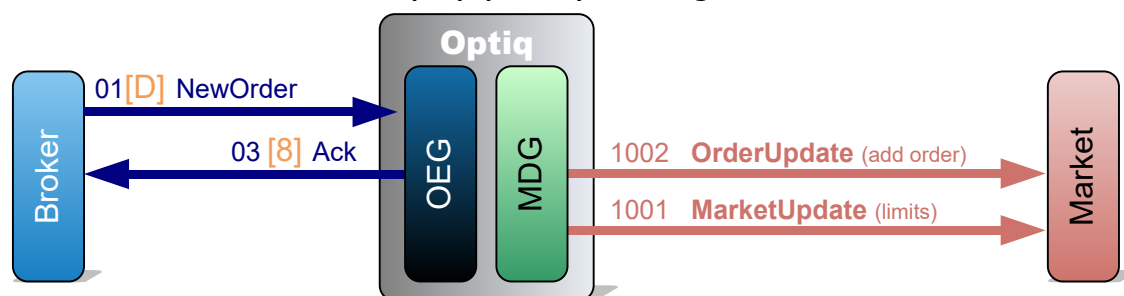 Optiq
01[D] NewOrder
03 [8] Ack
Broker
OEG
MDG
1002 OrderUpdate (add order)
1001 MarketUpdate (limits)
Market